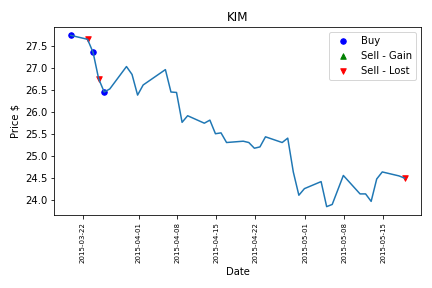 KIM
Buy
Sell - Gain
Sell - Lost
Price $
27.5
27.0
26.5
26.0
25.5
25.0
24.5
24.0
2015-03-22
2015-04-01
2015-04-08
2015-04-15
2015-04-22
2015-05-01
2015-05-08
2015-05-15
Date